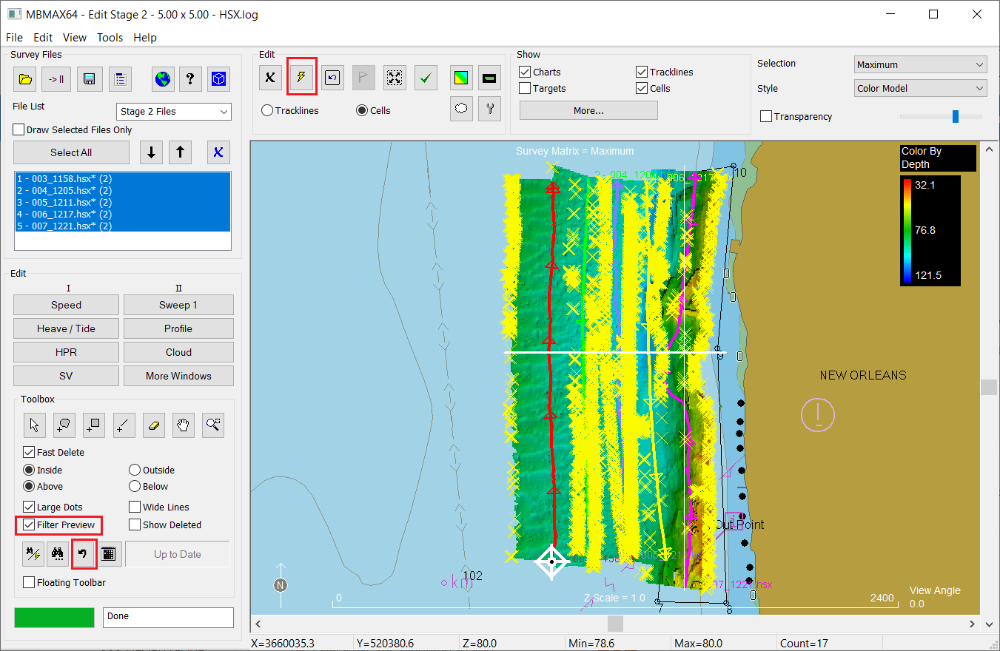 MBMAX64 - Edit Stage 2 - 5.00 x 5.00 - HSX.log
File Edit View Tools Help
Survey Files
-> II
?
File List
Stage 2 Files
Draw Selected Files Only
Select All
X
1 - 003_1158.hsx* (2)
2 - 004_1205.hsx* (2)
3 - 005_1211.hsx* (2)
4 - 006_1217.hsx* (2)
5 - 007_1221.hsx* (2)
Edit
I II
Speed Sweep 1
Heave / Tide Profile
HPR Cloud
SV More Windows
Toolbox
Fast Delete
Inside Outside
Above Below
Large Dots Wide Lines
Filter Preview Show Deleted
Up to Date
Floating Toolbar
Done
Edit
X
Tracklines Cells
Show
Charts Tracklines
Targets Cells
More...
Selection Maximum
Style Color Model
Transparency
Survey Matrix = Maximum
Color By
Depth
32.1
76.8
121.5
10
9
NEW ORLEANS
Out Point
102
N
0 Z Scale = 1.0 2400
7
8
View Angle
0.0
X=3660035.3 Y=520380.6 Z=80.0 Min=78.6 Max=80.0 Count=17